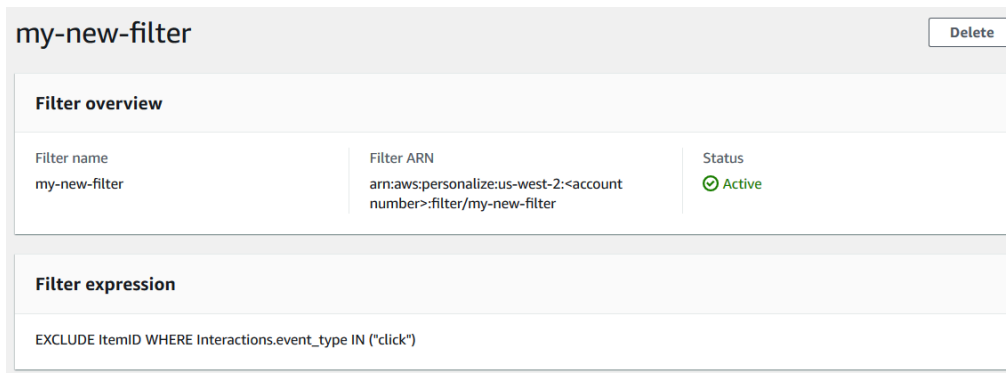 my-new-filter
Delete
Filter overview
Filter name
Filter ARN
Status
my-new-filter
arn:aws:personalize:us-west-2:<account
number>:filter/my-new-filter
Active
Filter expression
EXCLUDE ItemID WHERE Interactions.event_type IN ("click")